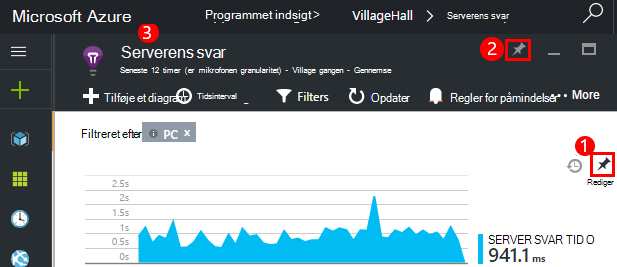 Microsoft Azure Programmet indsigt> VillageHall > Serverens svar
3
Serverens svar
2
Seneste 12 timer (er mikrofonen granularitet) - Village gangen - Gennemse
Tilføje et diagram Tidsinterval Filters Opdater Regler for påmindelser ... More
Filtreret efter PC x
1
Rediger
2.5s
2s
1.5s
1s
0.5s
0s
SERVER SVAR TID O
941.1 ms